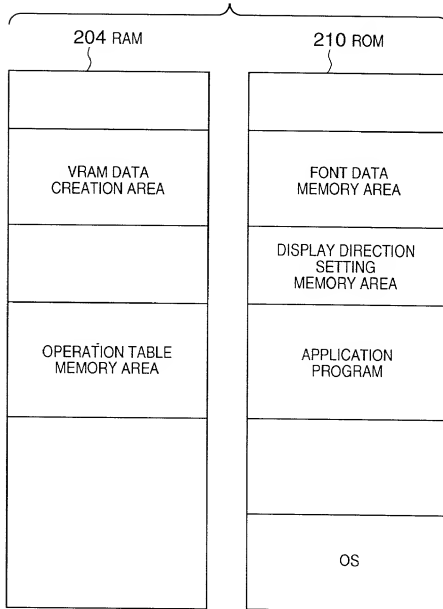 204 RAM
210 ROM
VRAM DATA
CREATION AREA
OPERATION TABLE
MEMORY AREA
FONT DATA
MEMORY AREA
DISPLAY DIRECTION
SETTING
MEMORY AREA
APPLICATION
PROGRAM
OS